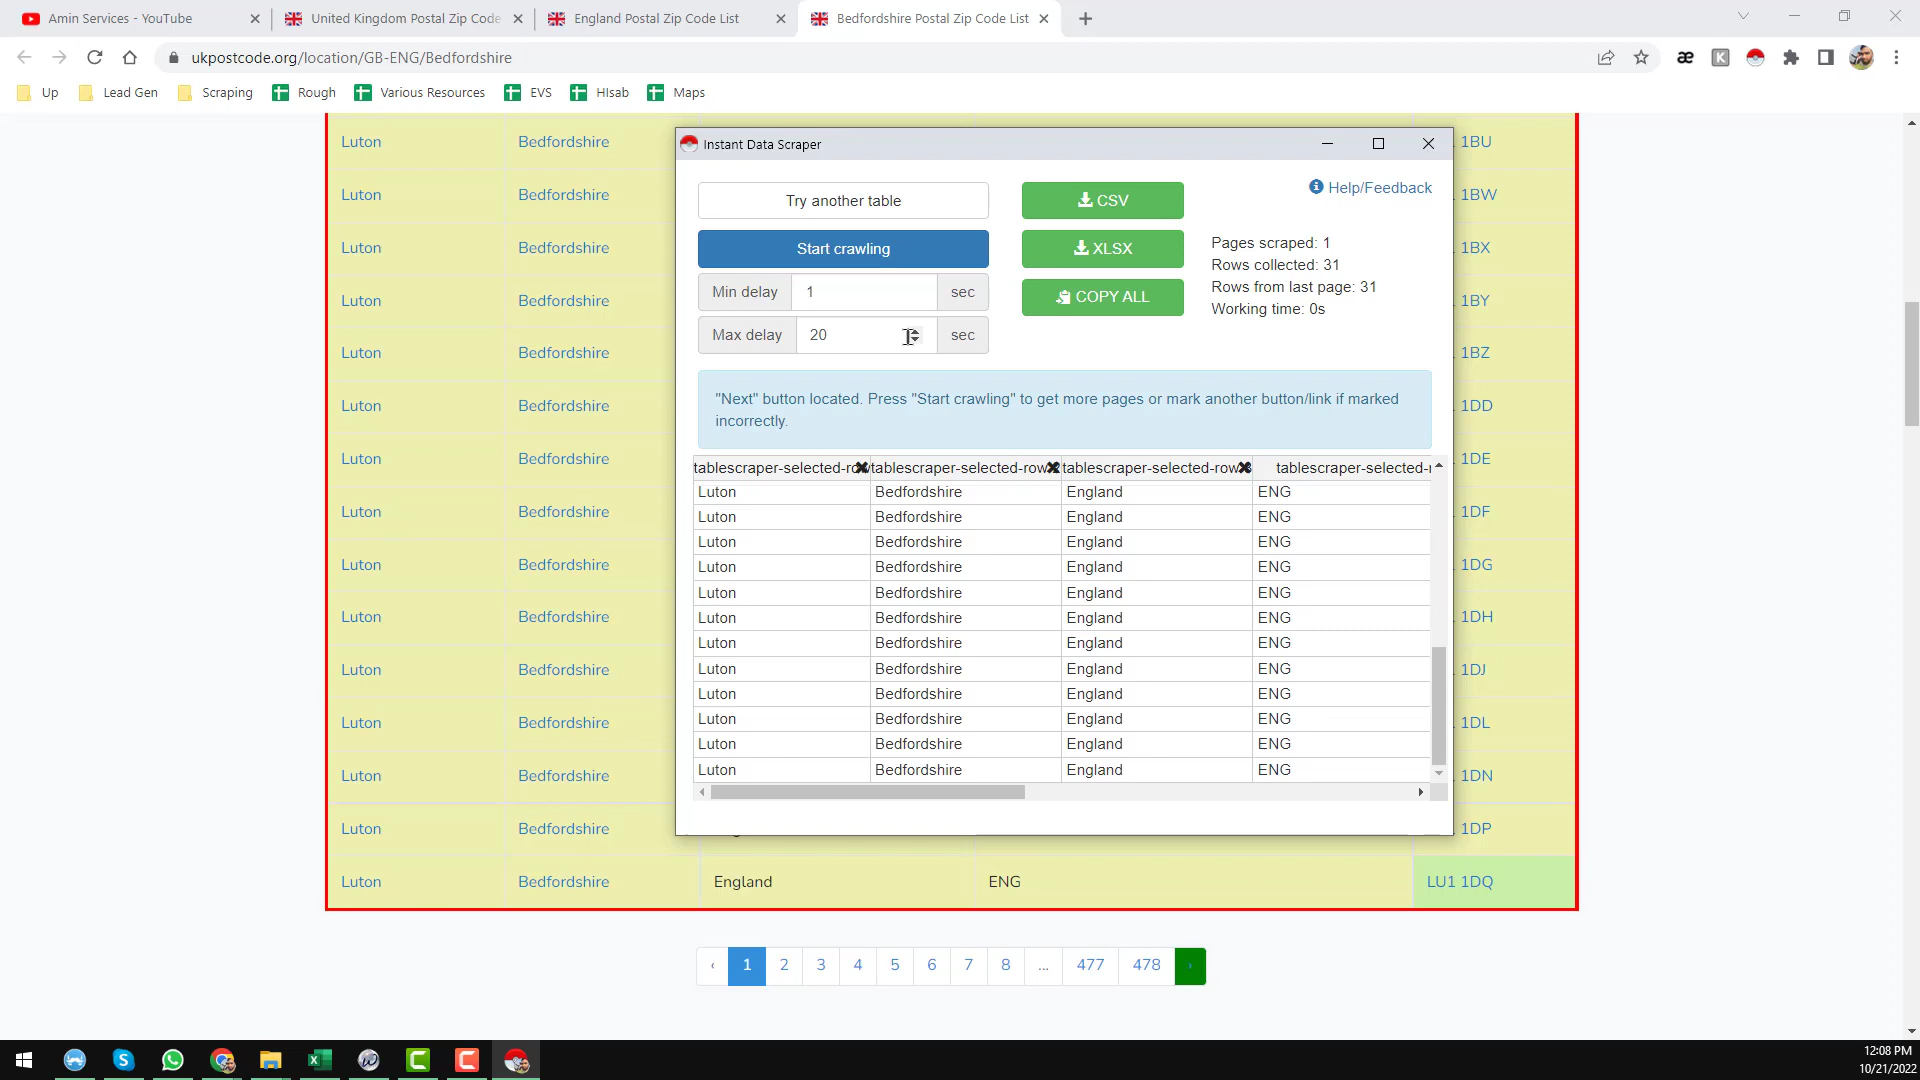 Amin Services - YouTube
United Kingdom Postal Zip Code
England Postal Zip Code List
Bedfordshire Postal Zip Code List
ukpostcode.org/location/GB-ENG/Bedfordshire
Up Lead Gen Scraping Rough Various Resources EVS HIsab Maps
Instant Data Scraper
Try another table
Start crawling
Min delay 1 sec
Max delay 20 sec
CSV
XLSX
COPY ALL
Help/Feedback
Pages scraped: 1
Rows collected: 31
Rows from last page: 31
Working time: 0s
"Next" button located. Press "Start crawling" to get more pages or mark another button/link if marked
incorrectly.
tablescraper-selected-row tablescraper-selected-row tablescraper-selected-row tablescraper-selected-r
Luton Bedfordshire England ENG
Luton Bedfordshire England ENG
Luton Bedfordshire England ENG
Luton Bedfordshire England ENG
Luton Bedfordshire England ENG
Luton Bedfordshire England ENG
Luton Bedfordshire England ENG
Luton Bedfordshire England ENG
Luton Bedfordshire England ENG
Luton Bedfordshire England ENG
Luton Bedfordshire England ENG
Luton Bedfordshire England ENG
Luton Bedfordshire 1BU
Luton Bedfordshire 1BW
Luton Bedfordshire 1BX
Luton Bedfordshire 1BY
Luton Bedfordshire 1BZ
Luton Bedfordshire 1DD
Luton Bedfordshire 1DE
Luton Bedfordshire 1DF
Luton Bedfordshire 1DG
Luton Bedfordshire 1DH
Luton Bedfordshire 1DJ
Luton Bedfordshire 1DL
Luton Bedfordshire 1DN
Luton Bedfordshire 1DP
Luton Bedfordshire England ENG LU1 1DQ
‹ 1 2 3 4 5 6 7 8 ... 477 478 ›
12:08 PM
10/21/2022